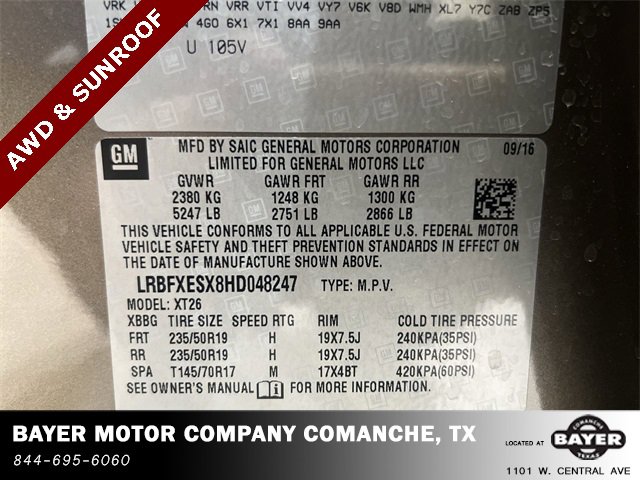 VRK RN VRR VTI VV4 VY7 V6K V8D WMH XL7 Y7C ZAB ZP5
4G0 6X1 7X1 8AA 9AA
U 105V
AWD & SUNROOF
GM
MFD BY SAIC GENERAL MOTORS CORPORATION 09/16
LIMITED FOR GENERAL MOTORS LLC
GVWR GAWR FRT GAWR RR
2380 KG 1248 KG 1300 KG
5247 LB 2751 LB 2866 LB
THIS VEHICLE CONFORMS TO ALL APPLICABLE U.S. FEDERAL MOTOR
VEHICLE SAFETY AND THEFT PREVENTION STANDARDS IN EFFECT ON
THE DATE OF MANUFACTURE SHOWN ABOVE.
LRBFXESX8HD048247 TYPE: M.P.V.
MODEL: XT26
XBBG TIRE SIZE SPEED RTG RIM COLD TIRE PRESSURE
FRT 235/50R19 H 19X7.5J 240KPA(35PSI)
RR 235/50R19 H 19X7.5J 240KPA(35PSI)
SPA T145/70R17 M 17X4BT 420KPA(60PSI)
SEE OWNER'S MANUAL FOR MORE INFORMATION.
BAYER MOTOR COMPANY COMANCHE, TX
844-695-6060
LOCATED AT
COMANCHE
BAYER
TEXAS
1101 W. CENTRAL AVE